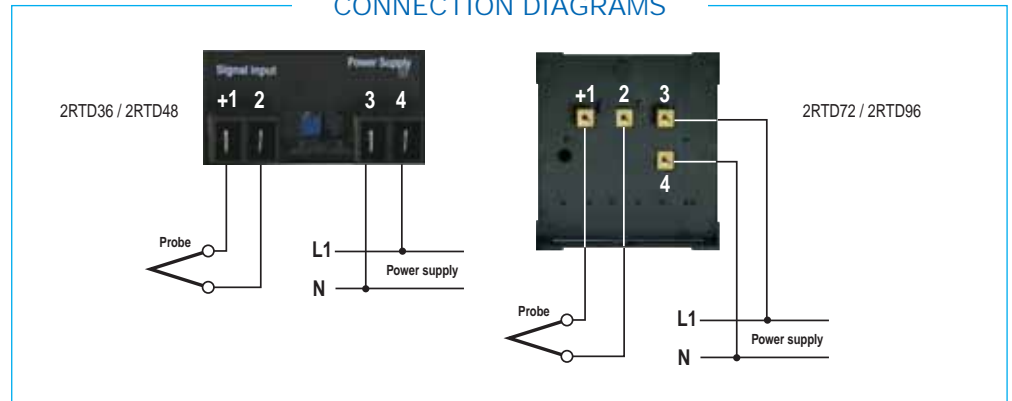 CONNECTION DIAGRAMS
2RTD36 / 2RTD48
Signal Input
Power Supply
+1 2 3 4
Probe
L1
Power supply
N
2RTD72 / 2RTD96
+1 2 3
4
Probe
L1
Power supply
N